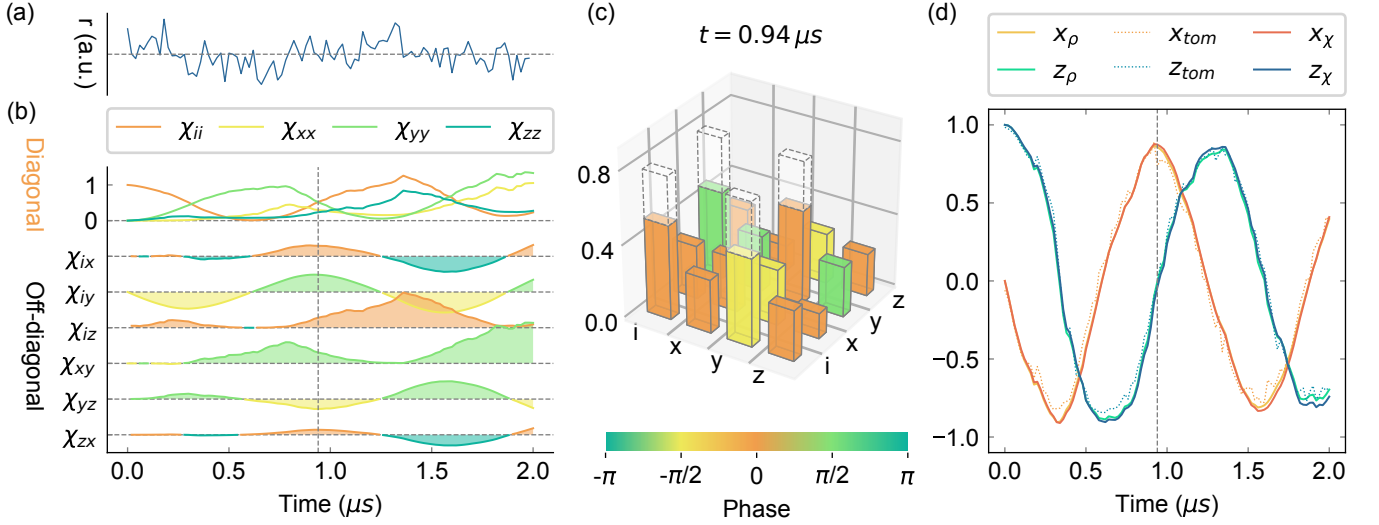 (a)
r (a.u.)
(b)
χii χxx χyy χzz
Diagonal
1
0
Off-diagonal
χix
χiy
χiz
χxy
χyz
χzx
0.0 0.5 1.0 1.5 2.0
Time (μs)
(c)
t = 0.94 μs
0.8
0.4
0.0
i x y z
i x y z
-π -π/2 0 π/2 π
Phase
(d)
xρ xtom xχ
zρ ztom zχ
1.0
0.5
0.0
−0.5
−1.0
0.0 0.5 1.0 1.5 2.0
Time (μs)